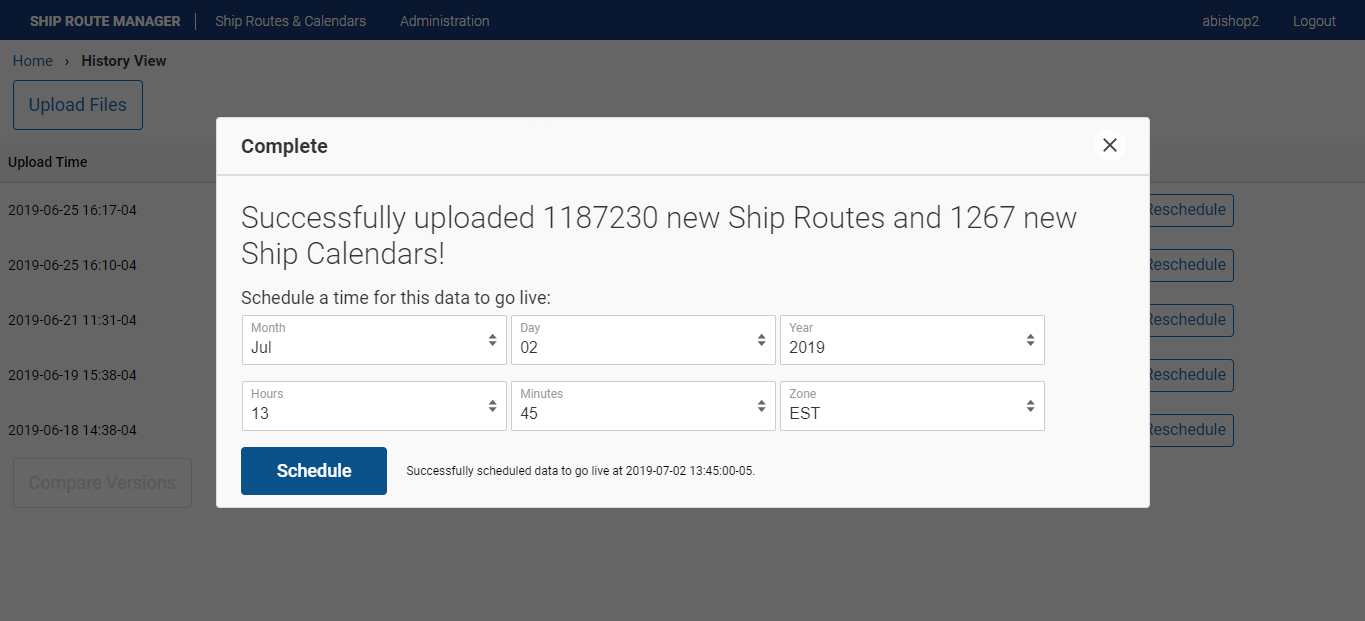 SHIP ROUTE MANAGER Ship Routes & Calendars Administration abishop2 Logout
Home › History View
Upload Files
Complete
Upload Time
Successfully uploaded 1187230 new Ship Routes and 1267 new
Ship Calendars!
2019-06-25 16:17-04 Reschedule
2019-06-25 16:10-04 Reschedule
2019-06-21 11:31-04 Reschedule
2019-06-19 15:38-04 Reschedule
2019-06-18 14:38-04 Reschedule
Compare Versions
Schedule a time for this data to go live:
Month Day Year
Jul 02 2019
Hours Minutes Zone
13 45 EST
Schedule Successfully scheduled data to go live at 2019-07-02 13:45:00-05.